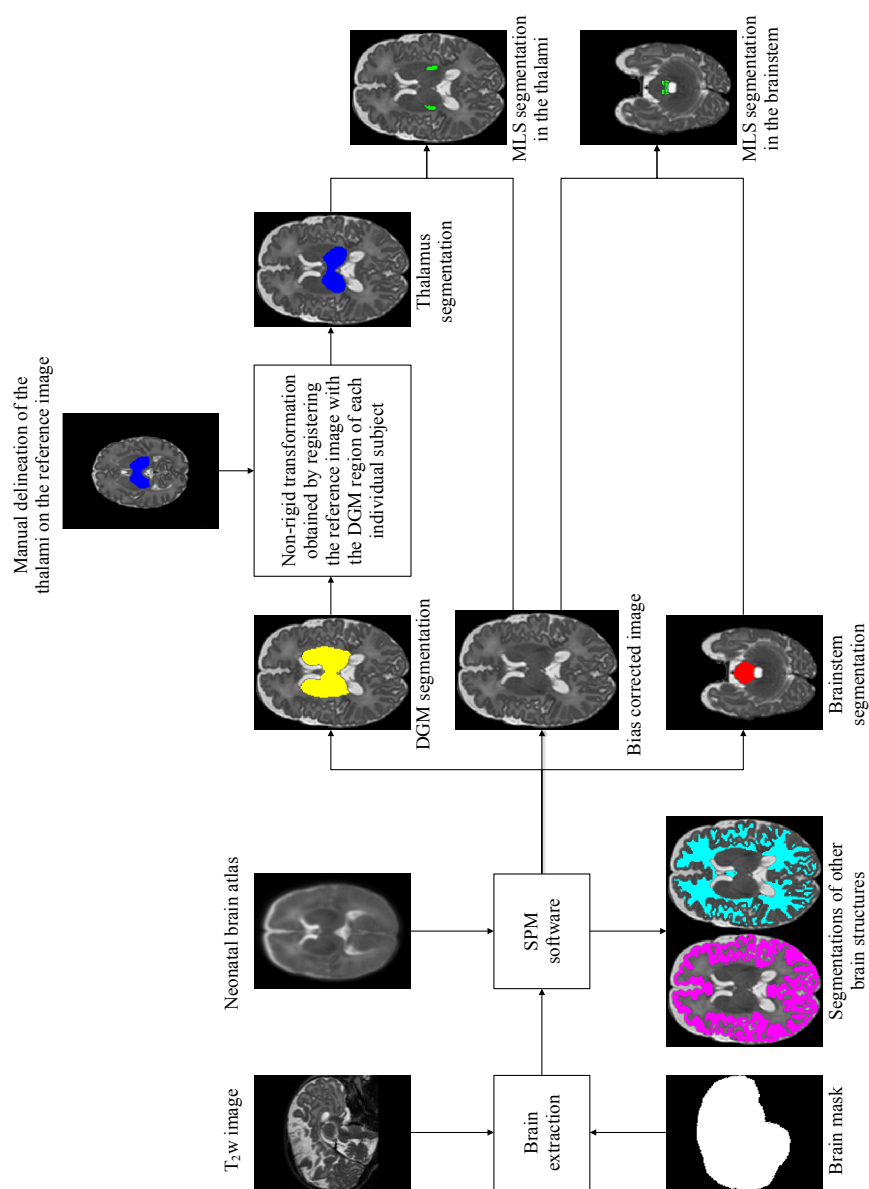 T₂w image
Brain
extraction
Brain mask
Neonatal brain atlas
SPM
software
Segmentations of other
brain structures
DGM segmentation
Bias corrected image
Brainstem
segmentation
Manual delineation of the
thalami on the reference image
Non-rigid transformation
obtained by registering
the reference image with
the DGM region of each
individual subject
Thalamus
segmentation
MLS segmentation
in the thalami
MLS segmentation
in the brainstem